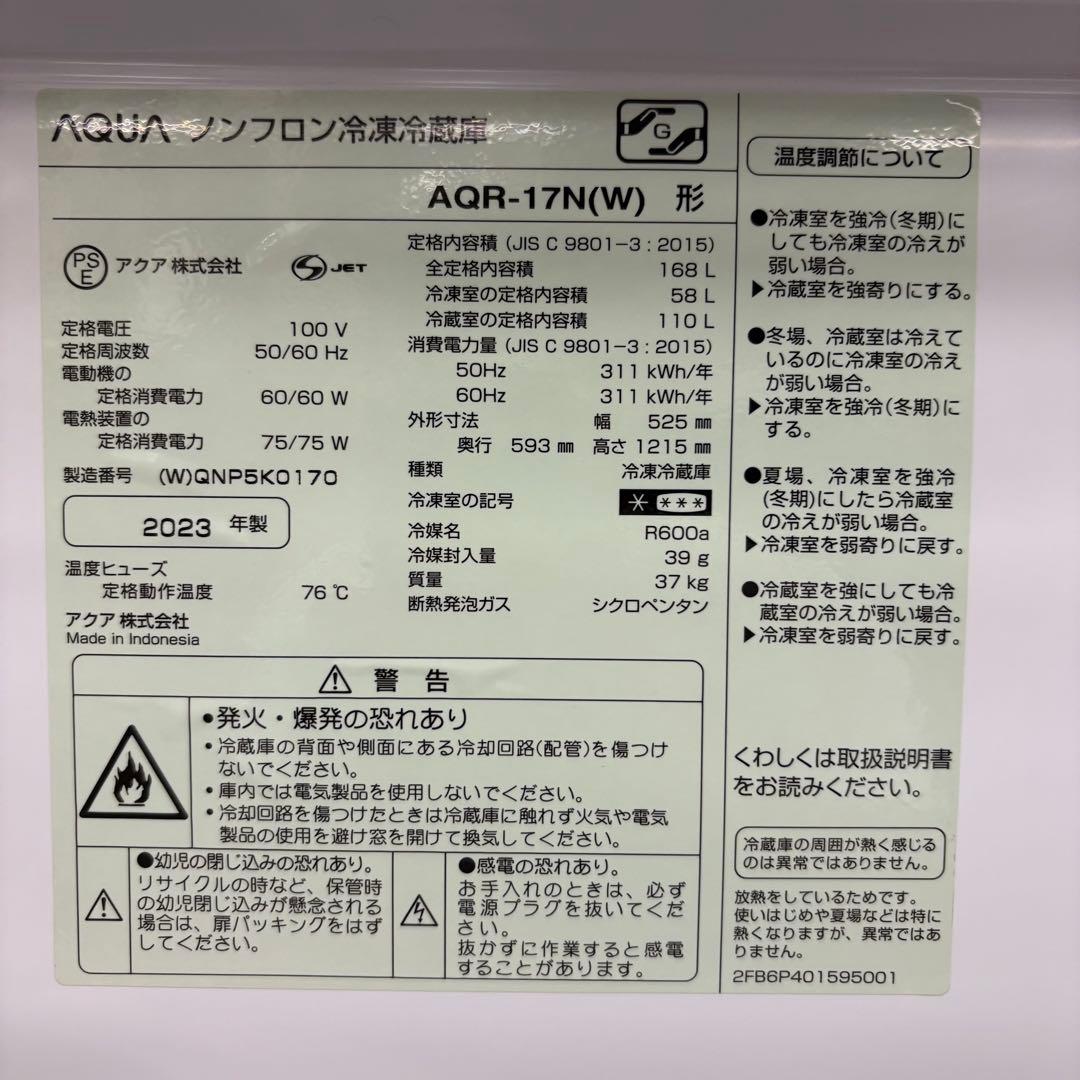 AQUA ノンフロン冷凍冷蔵庫
G
AQR-17N(W) 形
PS
E
アクア 株式会社
JET
定格電圧 100 V
定格周波数 50/60 Hz
電動機の
定格消費電力 60/60 W
電熱装置の
定格消費電力 75/75 W
製造番号 (W)QNP5K0170
2023 年製
温度ヒューズ
定格動作温度 76 ℃
アクア 株式会社
Made in Indonesia
定格内容積 (JIS C 9801-3 : 2015)
全定格内容積 168 L
冷凍室の定格内容積 58 L
冷蔵室の定格内容積 110 L
消費電力量 (JIS C 9801-3 : 2015)
50Hz 311 kWh/年
60Hz 311 kWh/年
外形寸法 幅 525 ㎜
奥行 593 ㎜ 高さ 1215 ㎜
種類 冷凍冷蔵庫
冷凍室の記号
冷媒名 R600a
冷媒封入量 39 g
質量 37 kg
断熱発泡ガス シクロペンタン
警 告
●発火・爆発の恐れあり
・冷蔵庫の背面や側面にある冷却回路(配管)を傷つけ
ないでください。
・庫内では電気製品を使用しないでください。
・冷却回路を傷つけたときは冷蔵庫に触れず火気や電気
製品の使用を避け窓を開けて換気してください。
●幼児の閉じ込みの恐れあり。
リサイクルの時など、保管時
の幼児閉じ込みが懸念される
場合は、扉パッキングをはず
してください。
●感電の恐れあり。
お手入れのときは、必ず
電源プラグを抜いてくだ
さい。
抜かずに作業すると感電
することがあります。
温度調節について
●冷凍室を強冷(冬期)に
しても冷凍室の冷えが
弱い場合。
▶冷蔵室を強寄りにする。
●冬場、冷蔵室は冷えて
いるのに冷凍室の冷え
が弱い場合。
▶冷凍室を強冷(冬期)に
する。
●夏場、冷凍室を強冷
(冬期)にしたら冷蔵室
の冷えが弱い場合。
▶冷凍室を弱寄りに戻す。
●冷蔵室を強にしても冷
蔵室の冷えが弱い場合。
▶冷凍室を弱寄りに戻す。
くわしくは取扱説明書
をお読みください。
冷蔵庫の周囲が熱く感じる
のは異常ではありません。
放熱をしているためです。
使いはじめや夏場などは特に
熱くなりますが、異常ではあ
りません。
2FB6P401595001